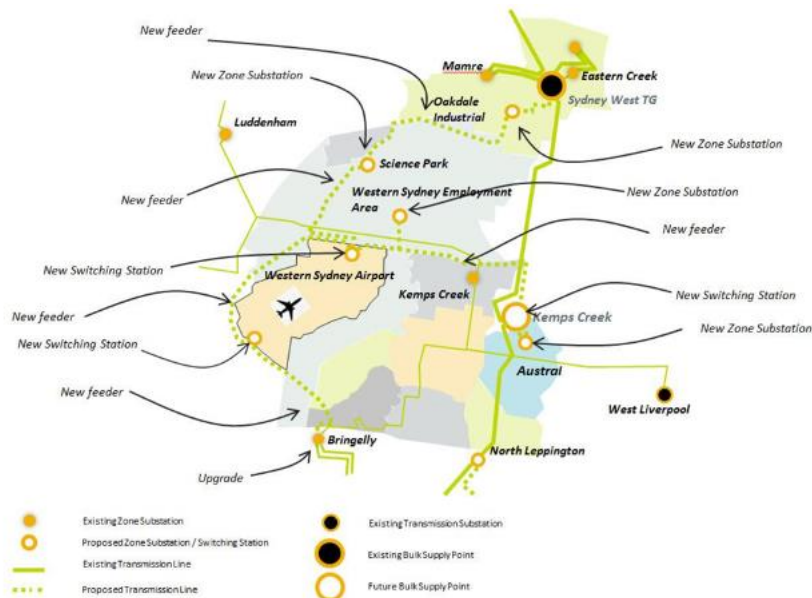 New feeder
Mamre
Eastern Creek
New Zone Substation
Sydney West TG
Oakdale
Industrial
Luddenham
New Zone Substation
Science Park
New feeder
Western Sydney Employment
Area
New Zone Substation
New feeder
New Switching Station
Western Sydney Airport
Kemps Creek
New Switching Station
New feeder
Kemps Creek
New Zone Substation
New Switching Station
Austral
New feeder
West Liverpool
Bringelly
North Leppington
Upgrade
Existing Zone Substation
Existing Transmission Substation
Proposed Zone Substation / Switching Station
Existing Bulk Supply Point
Existing Transmission Line
Future Bulk Supply Point
Proposed Transmission Line